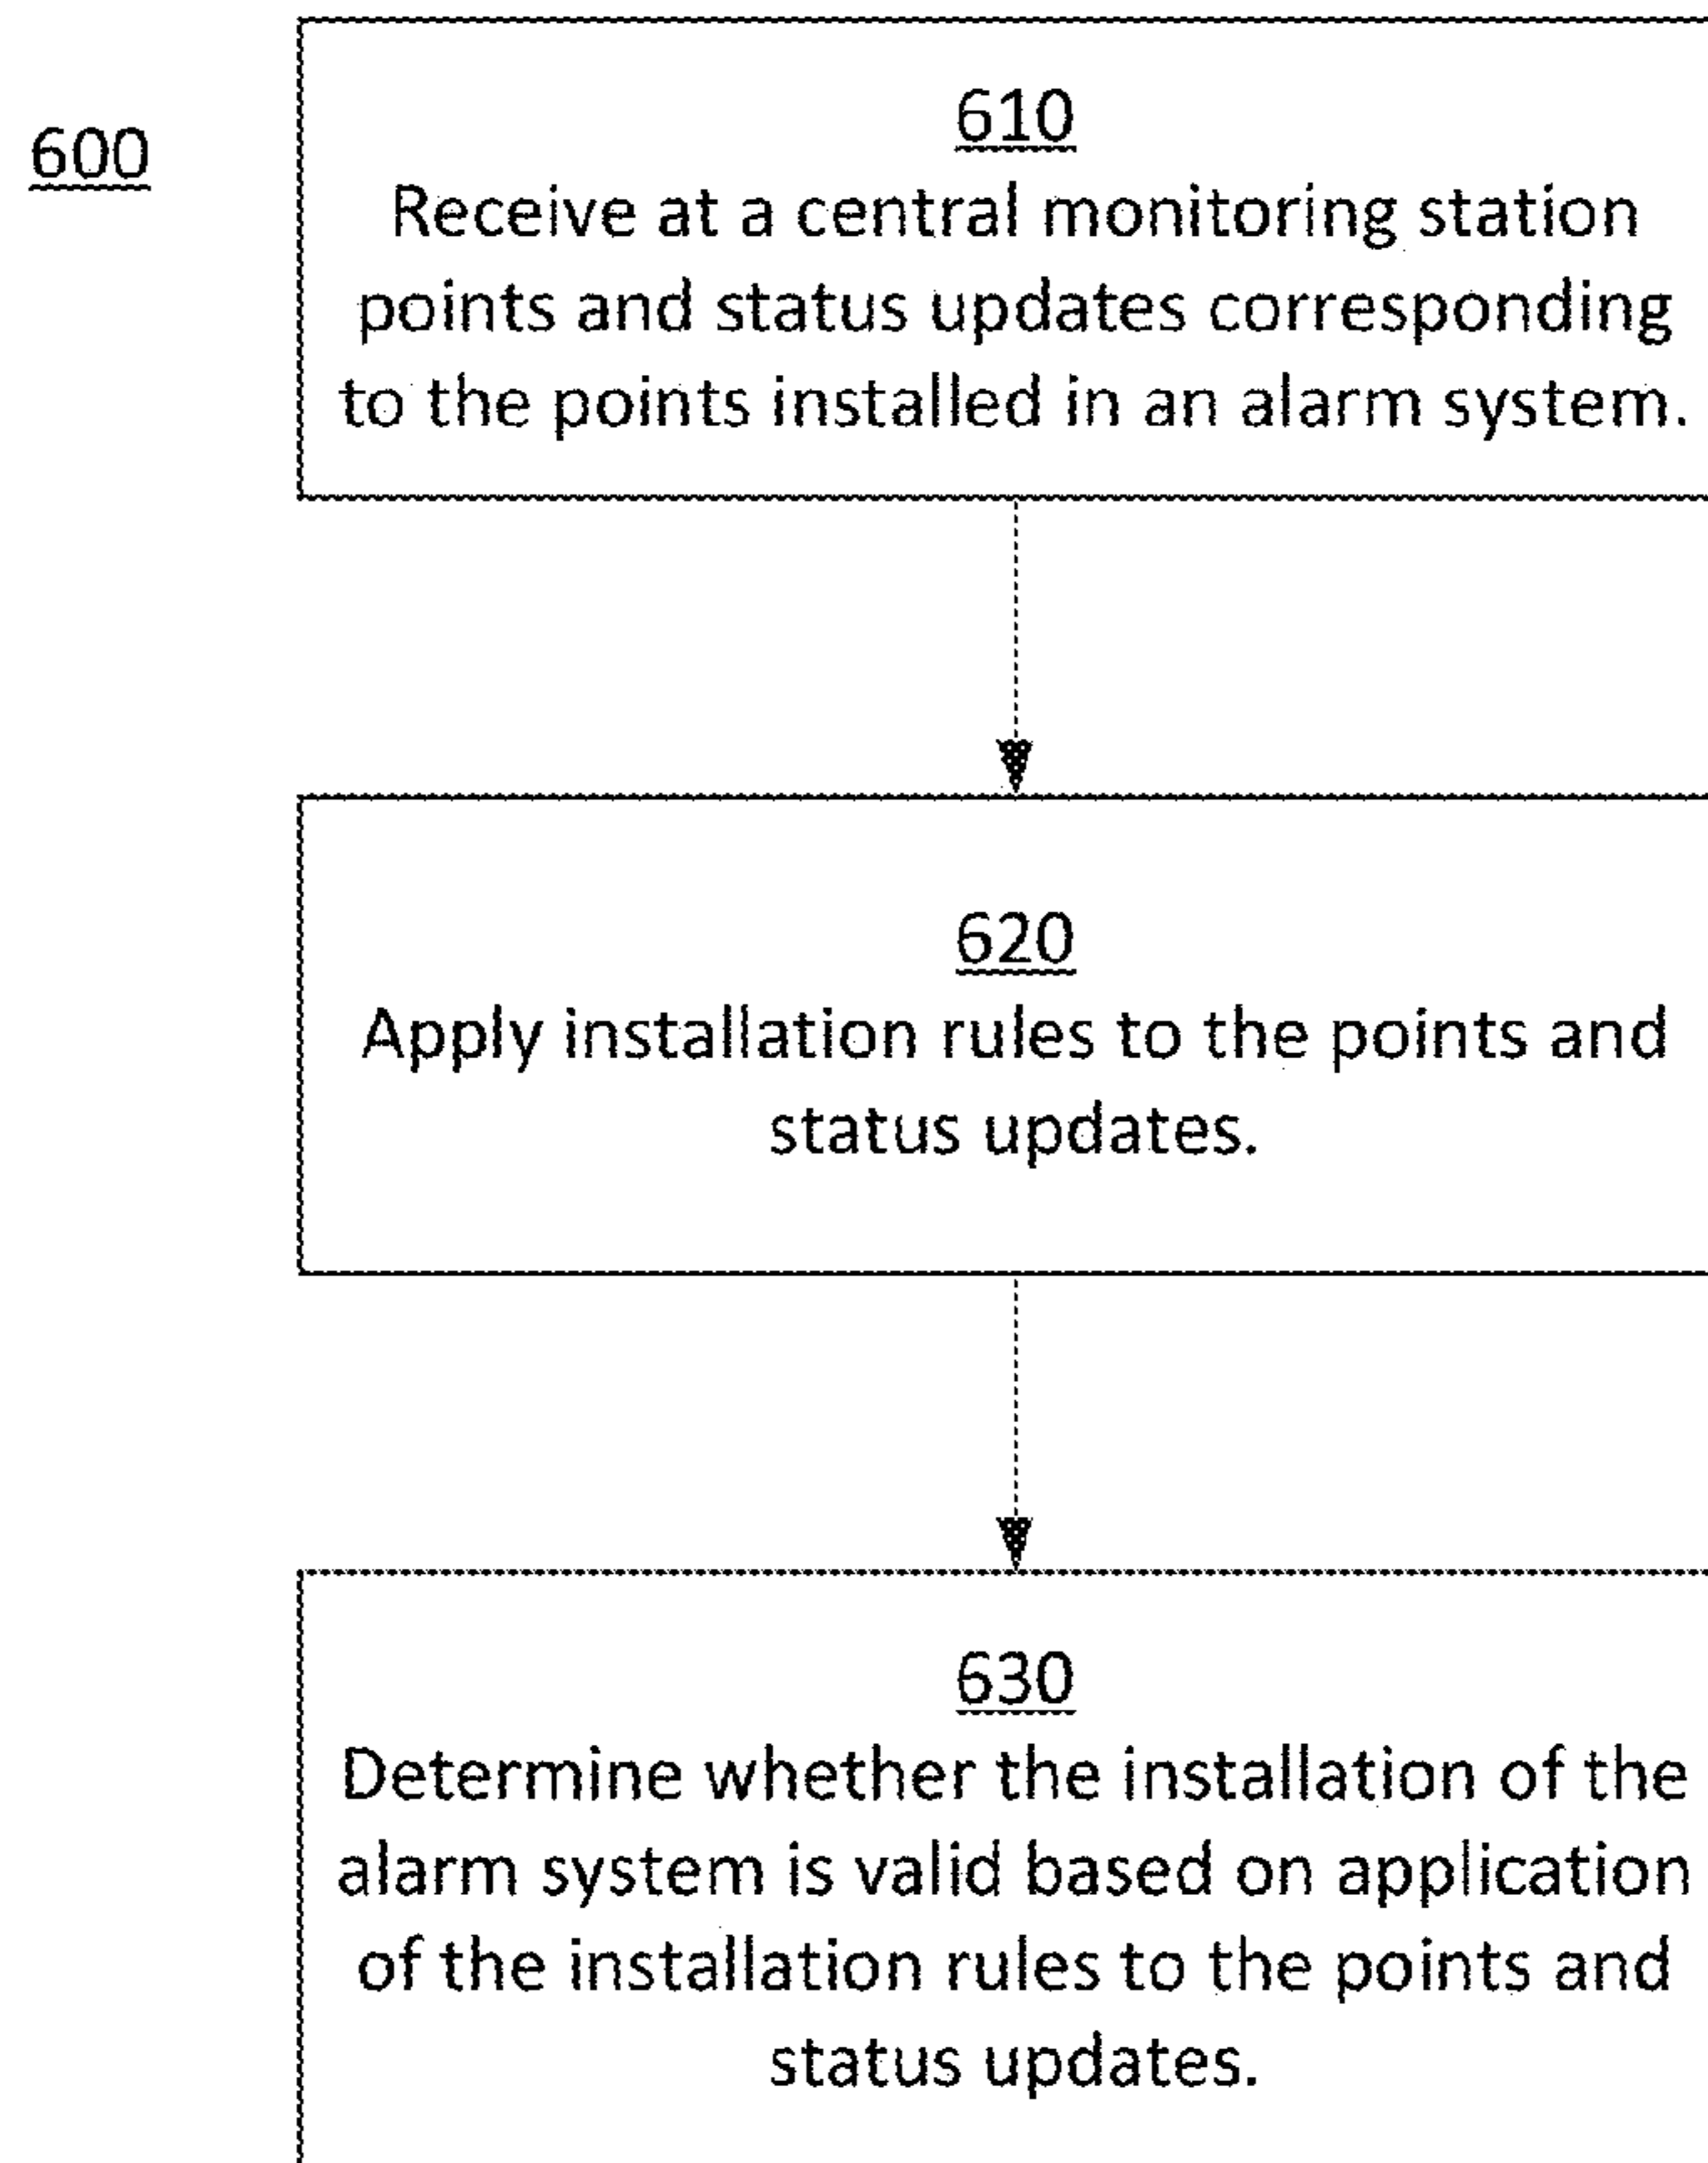 600
610
Receive at a central monitoring station
points and status updates corresponding
to the points installed in an alarm system.
620
Apply installation rules to the points and
status updates.
630
Determine whether the installation of the
alarm system is valid based on application
of the installation rules to the points and
status updates.